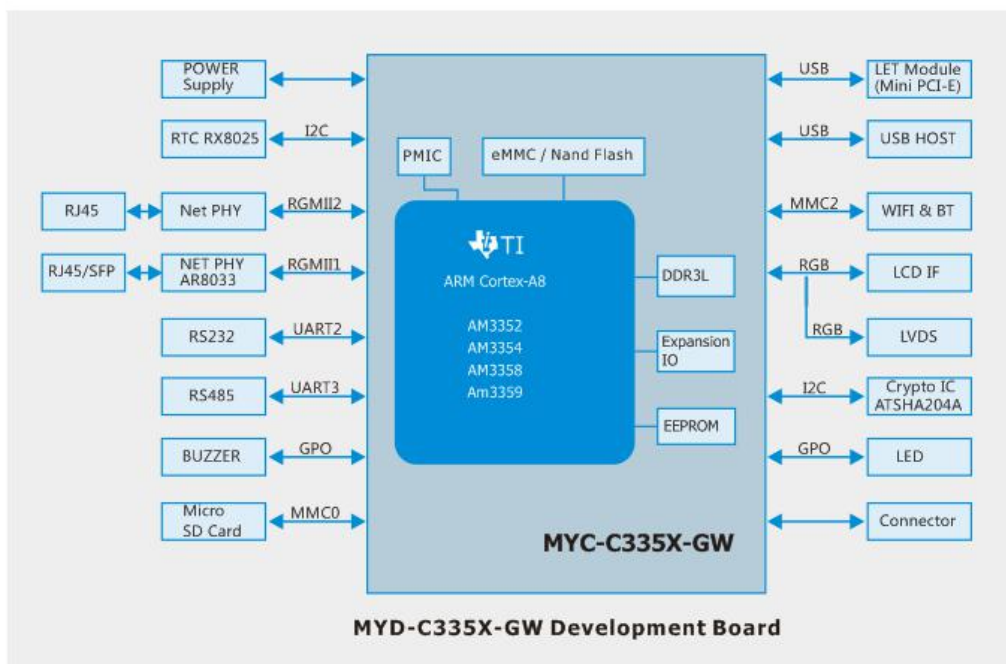 POWER
Supply
RTC RX8025
I2C
RJ45
Net PHY
RGMII2
RJ45/SFP
NET PHY
AR8033
RGMII1
RS232
UART2
RS485
UART3
BUZZER
GPO
Micro
SD Card
MMC0
PMIC
eMMC / Nand Flash
TI
ARM Cortex-A8
AM3352
AM3354
AM3358
Am3359
DDR3L
Expansion
IO
EEPROM
MYC-C335X-GW
USB
LET Module
(Mini PCI-E)
USB
USB HOST
MMC2
WIFI & BT
RGB
LCD IF
RGB
LVDS
I2C
Crypto IC
ATSHA204A
GPO
LED
Connector
MYD-C335X-GW Development Board